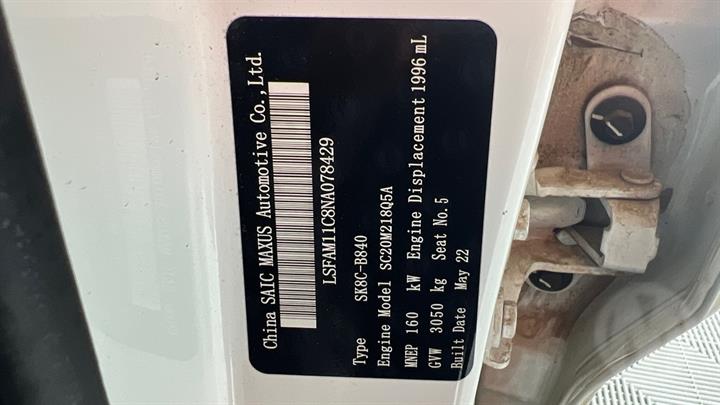 China SAIC MAXUS Automotive Co.,Ltd.
LSFAM11C8NA078429
Type SK8C-B840
Engine Model SC20M218Q5A
MNEP 160 kW Engine Displacement 1996 mL
GVW 3050 kg Seat No. 5
Built Date May 22